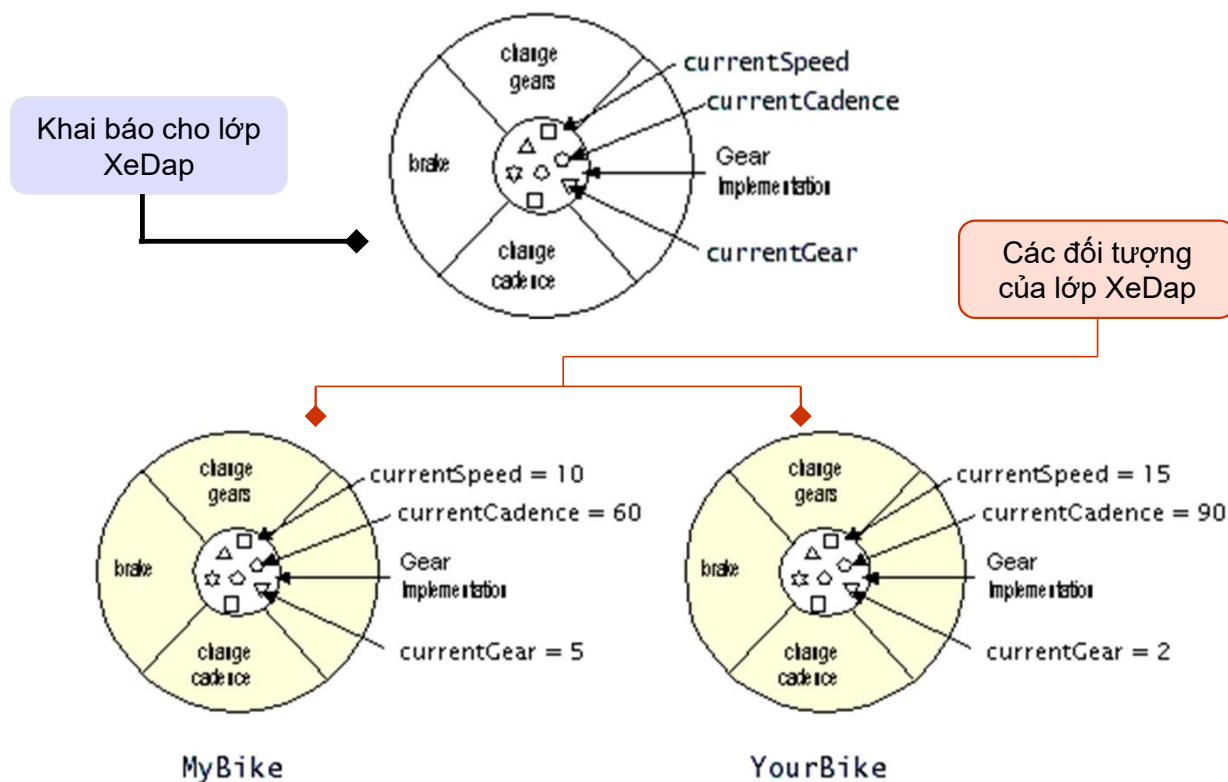 change
gears
currentSpeed
currentCadence
Khai báo cho lớp
XeDap
brake
Gear
Implementation
change
cadence
currentGear
Các đối tượng
của lớp XeDap
change
gears
currentSpeed = 10
currentCadence = 60
brake
Gear
Implementation
change
cadence
currentGear = 5
MyBike
change
gears
currentSpeed = 15
currentCadence = 90
brake
Gear
Implementation
change
cadence
currentGear = 2
YourBike